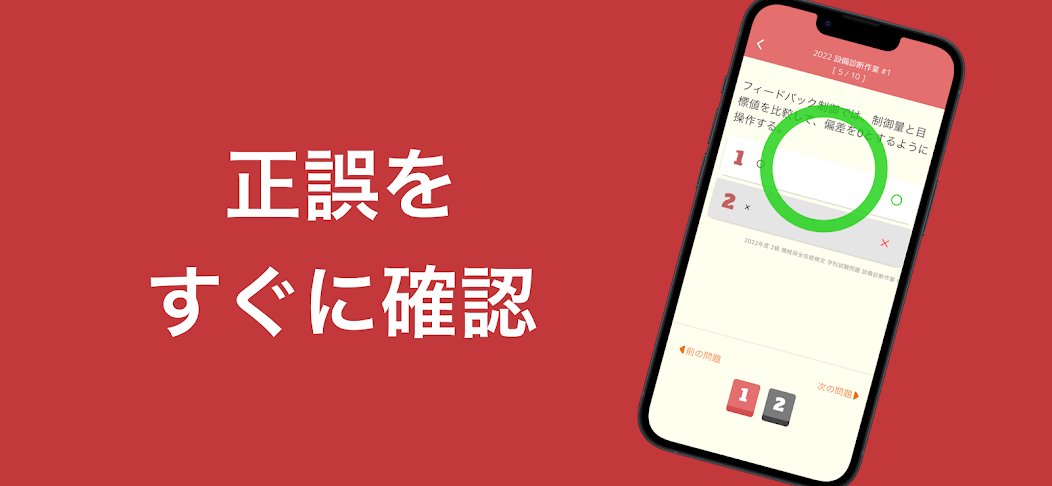 正誤を
すぐに確認
2022 設備診断作業 #1
[ 5 / 10 ]
フィードバック制御では、制御量と目
標値を比較して、偏差を0とするように
操作する。
1 ○ ○
2 × ×
2022年度 2級 機械保全技能検定 学科試験問題 設備診断作業
前の問題
次の問題
1 2